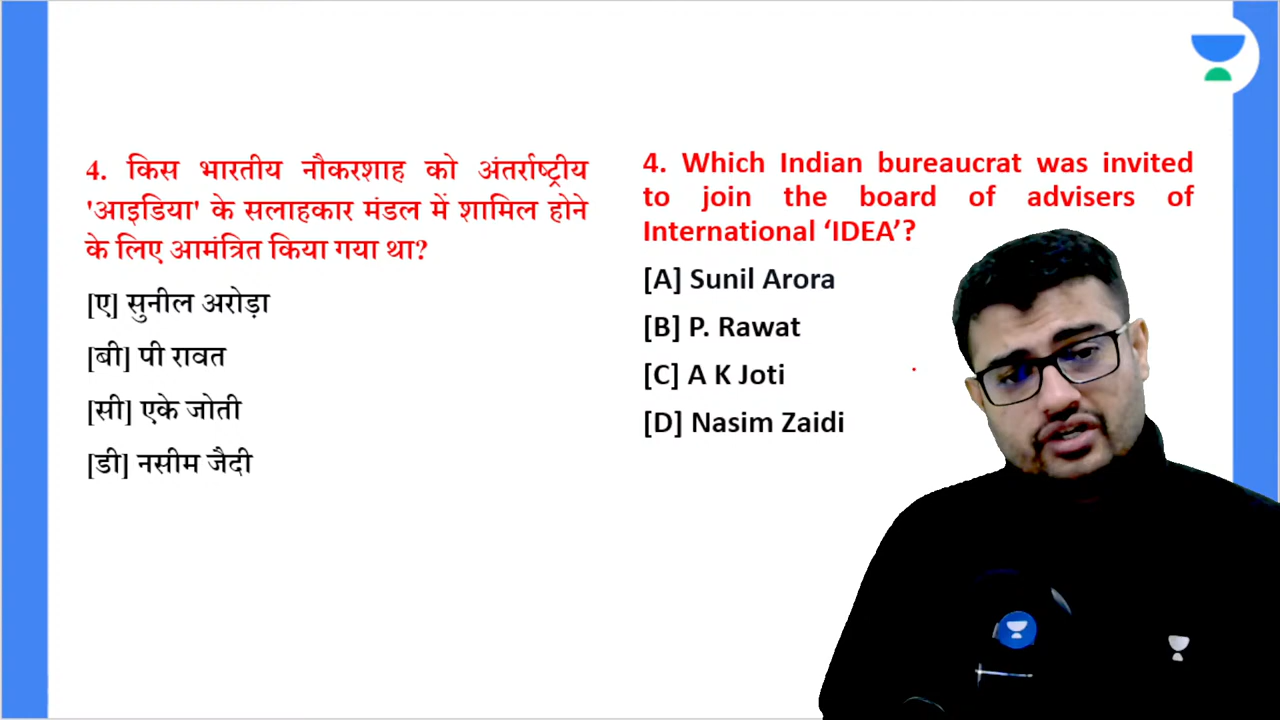 4. किस भारतीय नौकरशाह को अंतर्राष्ट्रीय
'आइडिया' के सलाहकार मंडल में शामिल होने
के लिए आमंत्रित किया गया था?
[ए] सुनील अरोड़ा
[बी] पी रावत
[सी] एके जोती
[डी] नसीम जैदी
4. Which Indian bureaucrat was invited
to join the board of advisers of
International ‘IDEA’?
[A] Sunil Arora
[B] P. Rawat
[C] A K Joti
[D] Nasim Zaidi